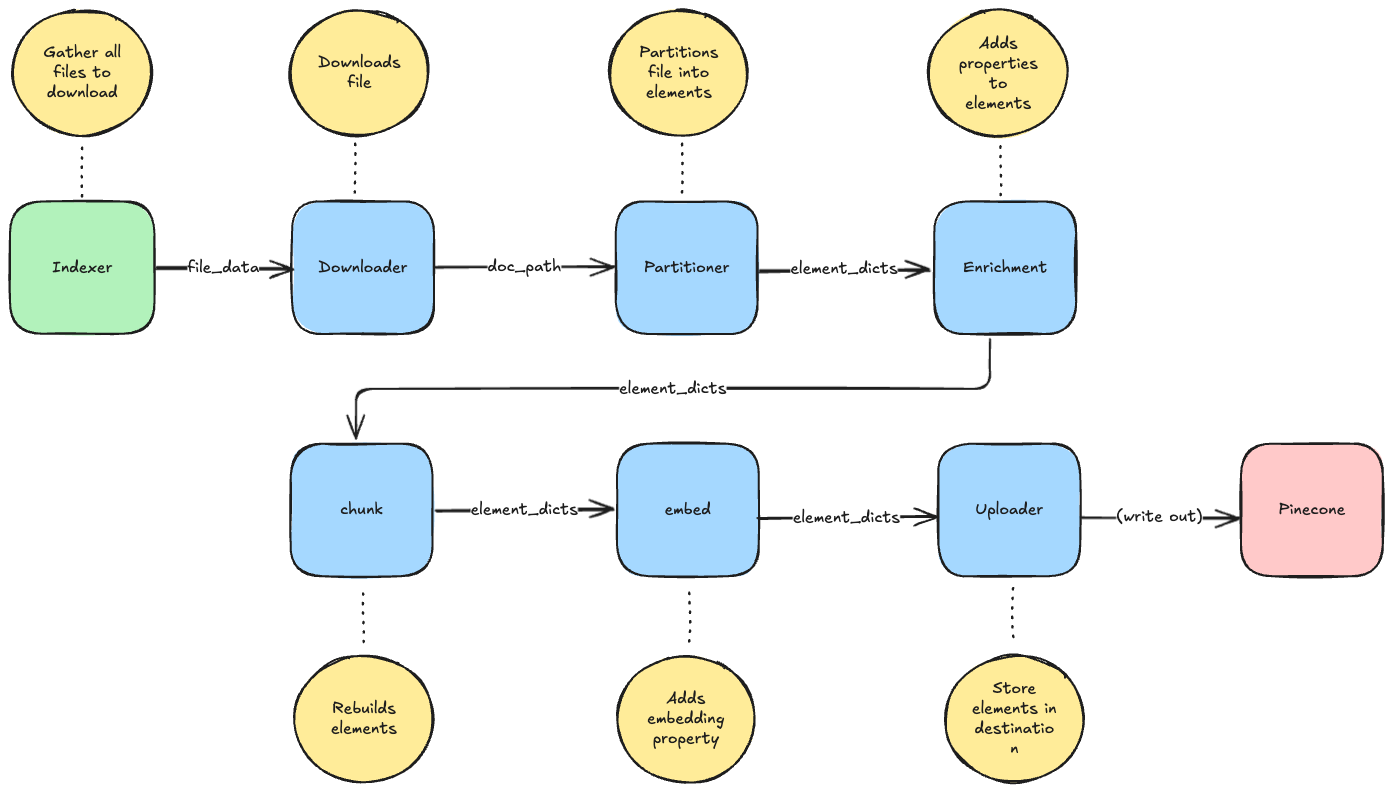 Gather all
files to
download
Downloads
file
Partitions
file into
elements
Adds
properties
to
elements
Indexer
file_data
Downloader
doc_path
Partitioner
element_dicts
Enrichment
element_dicts
chunk
element_dicts
embed
element_dicts
Uploader
(write out)
Pinecone
Rebuilds
elements
Adds
embedding
property
Store
elements in
destinatio
n